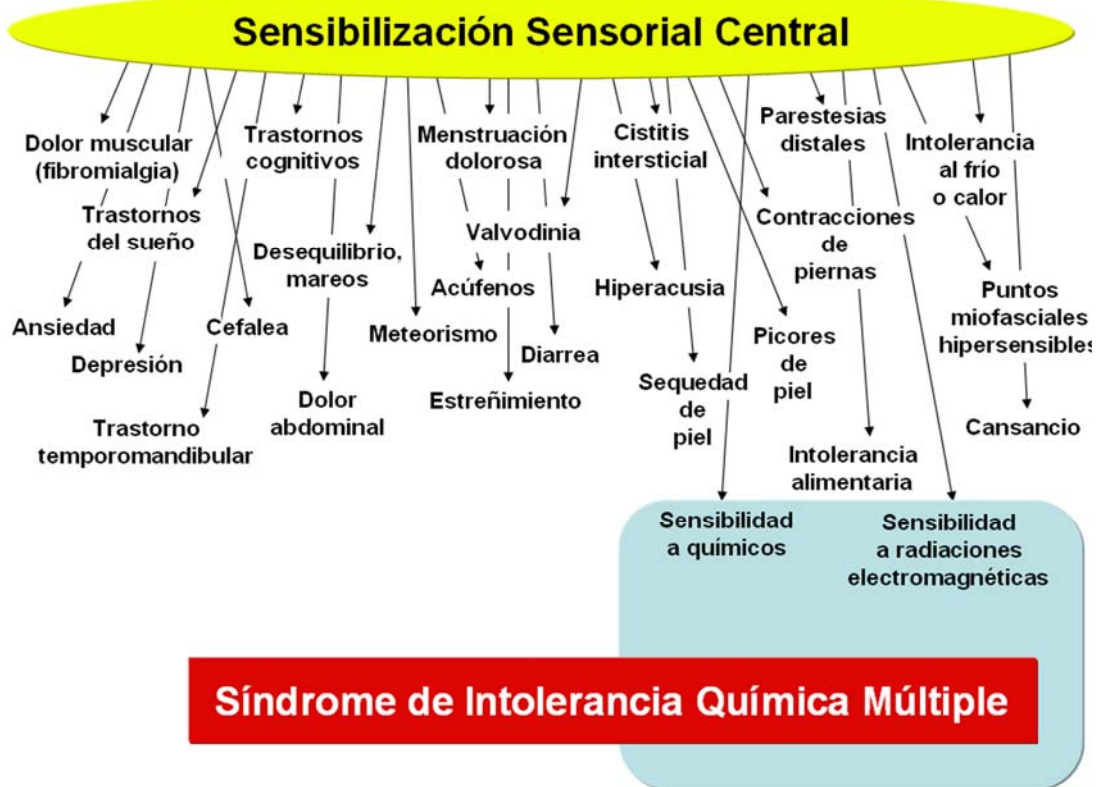 Sensibilización Sensorial Central
Dolor muscular
(fibromialgia)
Trastornos
cognitivos
Menstruación
dolorosa
Cistitis
intersticial
Parestesias
distales
Intolerancia
al frío
o calor
Trastornos
del sueño
Desequilibrio,
mareos
Valvodinia
Contracciones
de
piernas
Acúfenos
Hiperacusia
Puntos
miofasciales
hipersensibles
Ansiedad
Cefalea
Meteorismo
Picores
de
piel
Depresión
Diarrea
Sequedad
de
piel
Dolor
abdominal
Estreñimiento
Cansancio
Trastorno
temporomandibular
Intolerancia
alimentaria
Sensibilidad
a químicos
Sensibilidad
a radiaciones
electromagnéticas
Síndrome de Intolerancia Química Múltiple